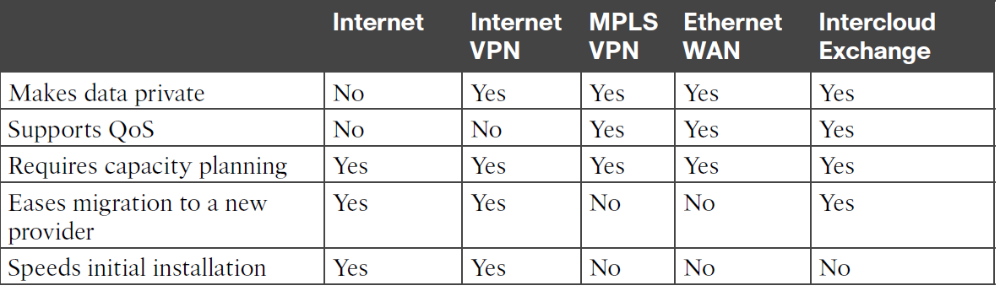 Internet Internet MPLS Ethernet Intercloud
VPN VPN WAN Exchange
Makes data private No Yes Yes Yes Yes
Supports QoS No No Yes Yes Yes
Requires capacity planning Yes Yes Yes Yes Yes
Eases migration to a new Yes Yes No No Yes
provider
Speeds initial installation Yes Yes No No No